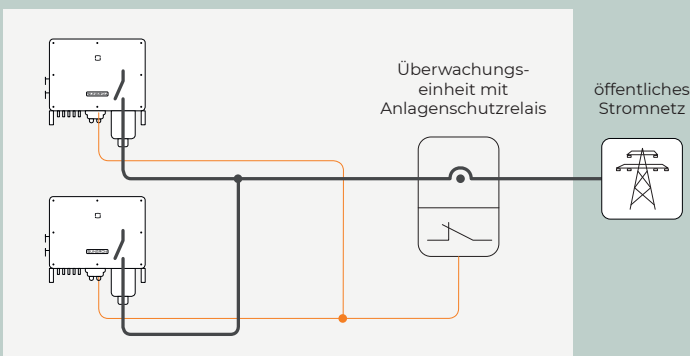 Überwachungs-
einheit mit
Anlagenschutzrelais
öffentliches
Stromnetz